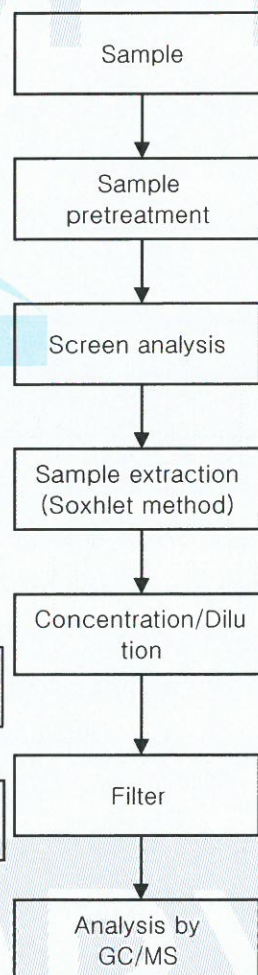 Sample
Sample
pretreatment
Screen analysis
Sample extraction
(Soxhlet method)
Concentration/Dilu
tion
Filter
Analysis by
GC/MS